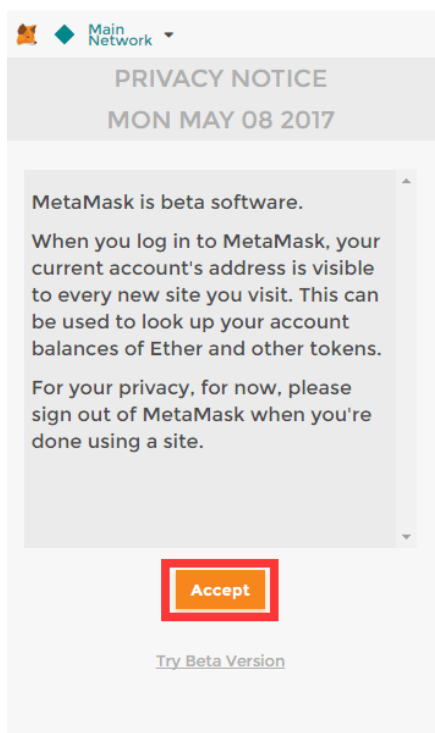 Main
Network
PRIVACY NOTICE
MON MAY 08 2017
MetaMask is beta software.
When you log in to MetaMask, your
current account's address is visible
to every new site you visit. This can
be used to look up your account
balances of Ether and other tokens.
For your privacy, for now, please
sign out of MetaMask when you're
done using a site.
Accept
Try Beta Version